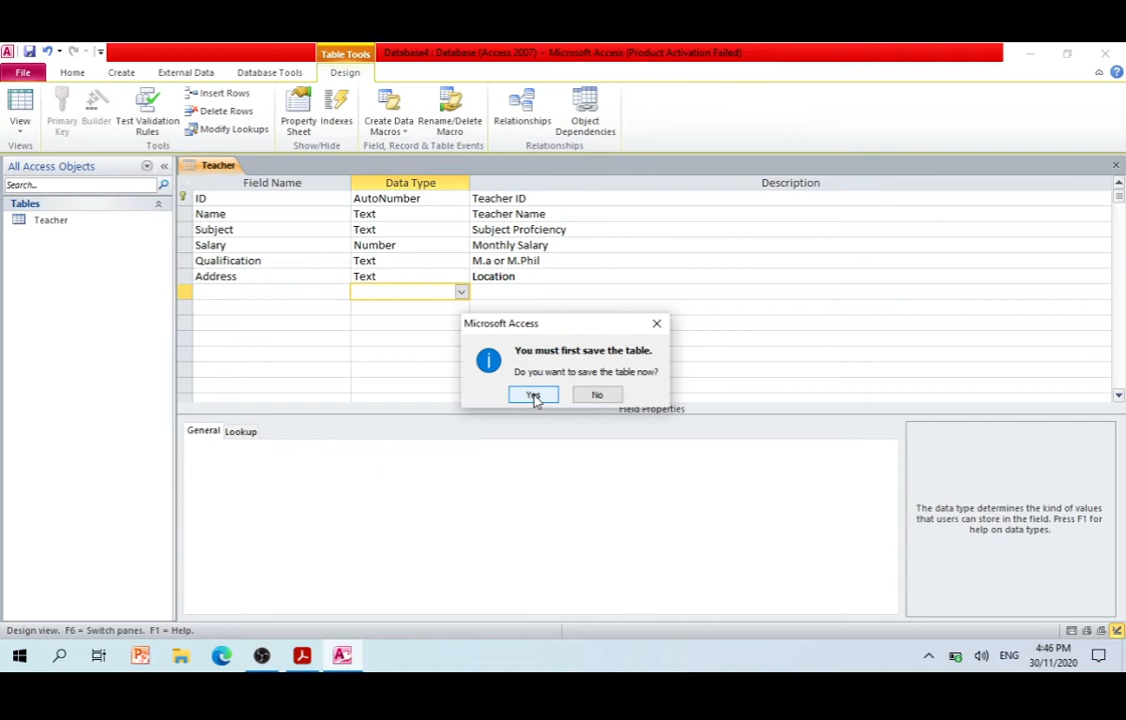 Table Tools
Database4 : Database (Access 2007) - Microsoft Access (Product Activation Failed)
File Home Create External Data Database Tools Design
View
Primary Key
Builder
Test Validation Rules
Insert Rows
Delete Rows
Modify Lookups
Property Sheet
Indexes
Create Data Macros
Rename/Delete Macro
Relationships
Object Dependencies
Views Tools Show/Hide Field, Record & Table Events Relationships
All Access Objects
Search...
Tables
Teacher
Teacher
Field Name Data Type Description
ID AutoNumber Teacher ID
Name Text Teacher Name
Subject Text Subject Profciency
Salary Number Monthly Salary
Qualification Text M.a or M.Phil
Address Text Location
Microsoft Access
You must first save the table.
Do you want to save the table now?
Yes No
Field Properties
General Lookup
The data type determines the kind of values
that users can store in the field. Press F1 for
help on data types.
Design view. F6 = Switch panes. F1 = Help.
ENG
4:46 PM
30/11/2020